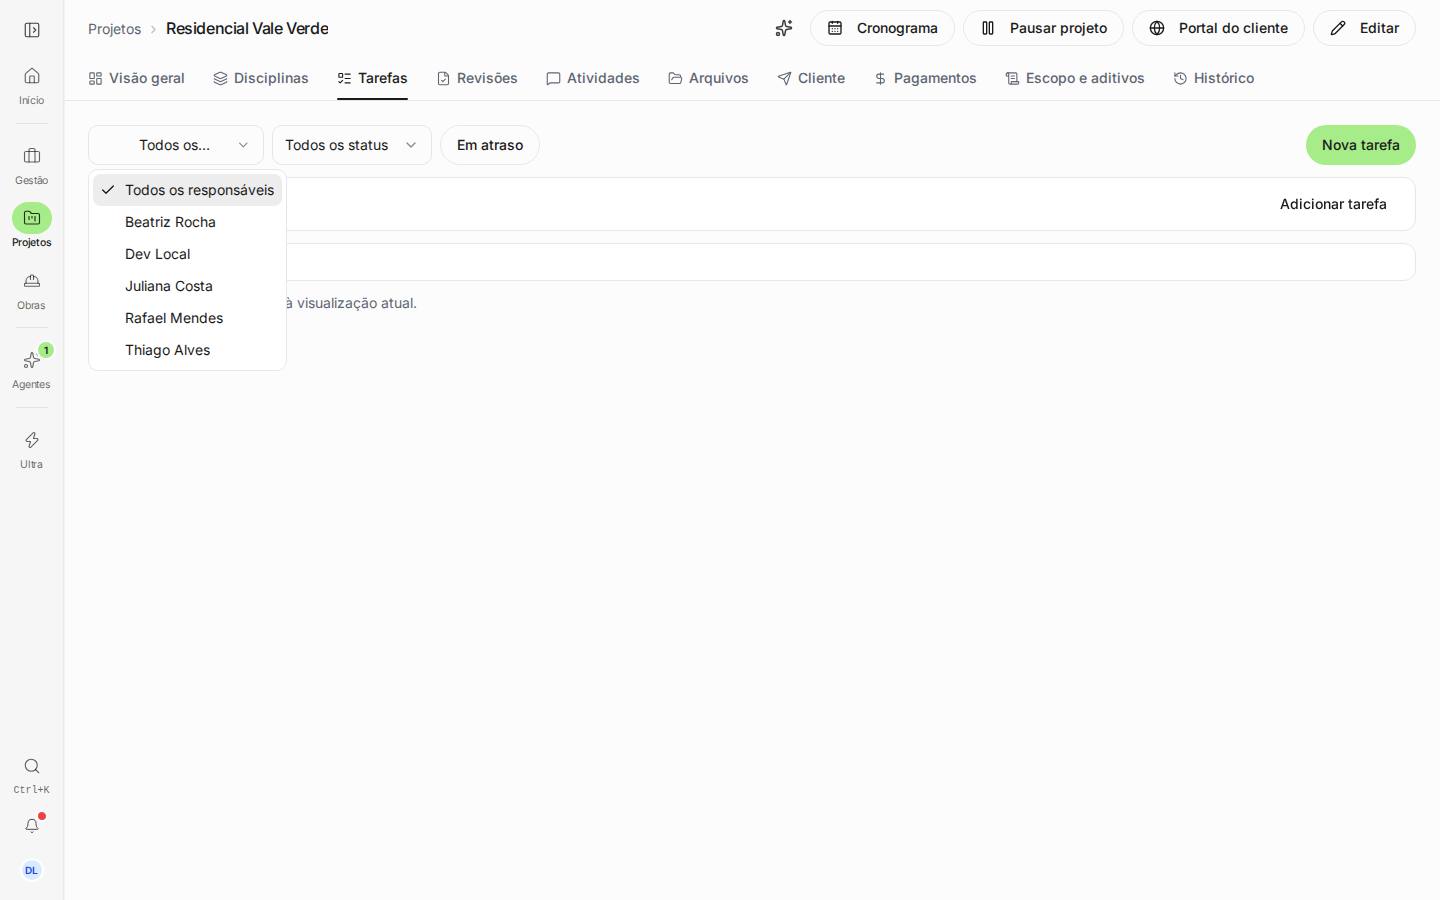 Projetos
Residencial Vale Verde
Cronograma
Pausar projeto
Portal do cliente
Editar
Visão geral
Disciplinas
Tarefas
Revisões
Atividades
Arquivos
Cliente
Pagamentos
Escopo e aditivos
Histórico
Todos os...
Todos os status
Em atraso
Nova tarefa
Todos os responsáveis
Beatriz Rocha
Dev Local
Juliana Costa
Rafael Mendes
Thiago Alves
Adicionar tarefa
à visualização atual.
Início
Gestão
Projetos
Obras
1
Agentes
Ultra
Ctrl+K
DL